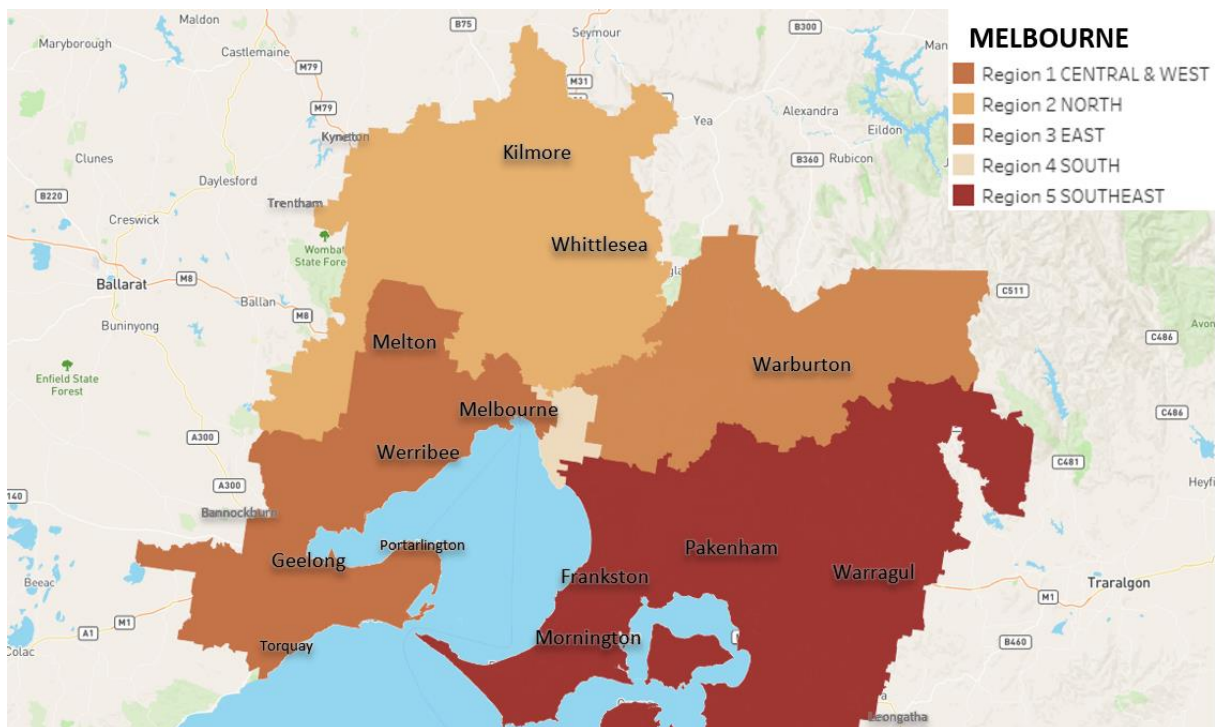 MELBOURNE
Region 1 CENTRAL & WEST
Region 2 NORTH
Region 3 EAST
Region 4 SOUTH
Region 5 SOUTHEAST
Maldon
B75
Seymour
B300
Maryborough
Castlemaine
M79
M31
Alexandra
Yea
Eildon
M79
Kyneton
Kilmore
B360
Rubicon
Clunes
Daylesford
B220
Trentham
Creswick
Whittlesea
Wombat
State Fore
M8
Ballarat
Ballan
C511
M8
Buninyong
Melton
C486
Avon
Enfield State
Forest
Warburton
Melbourne
C486
A300
Werribee
C481
A300
Heyfi
140
Bannockburn
Portarlington
Pakenham
Geelong
Frankston
Warragul
Beeac
Traralgon
M1
M1
A1
Mornington
Torquay
B460
Colac
Leongatha